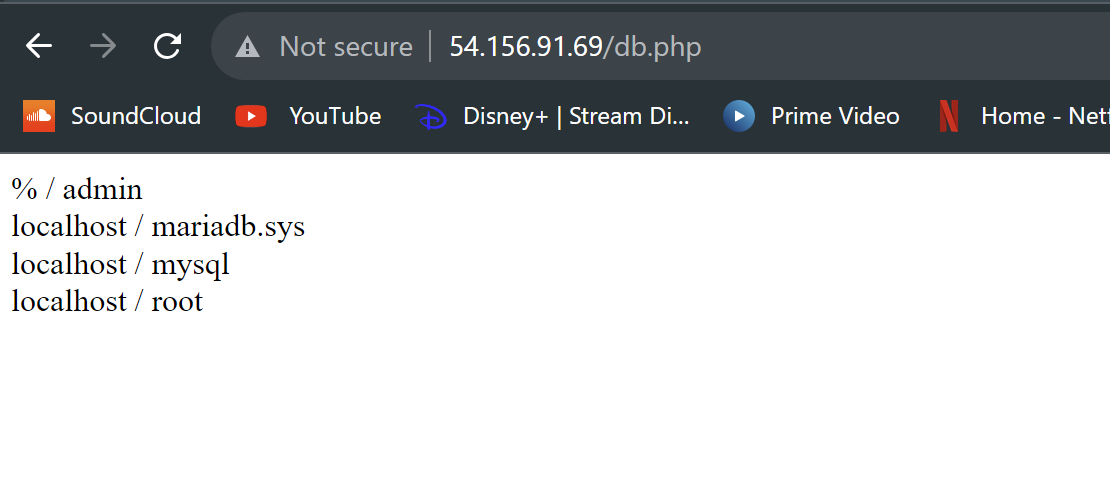 Not secure 54.156.91.69/db.php
SoundCloud YouTube Disney+ | Stream Di... Prime Video Home - Netf
% / admin
localhost / mariadb.sys
localhost / mysql
localhost / root